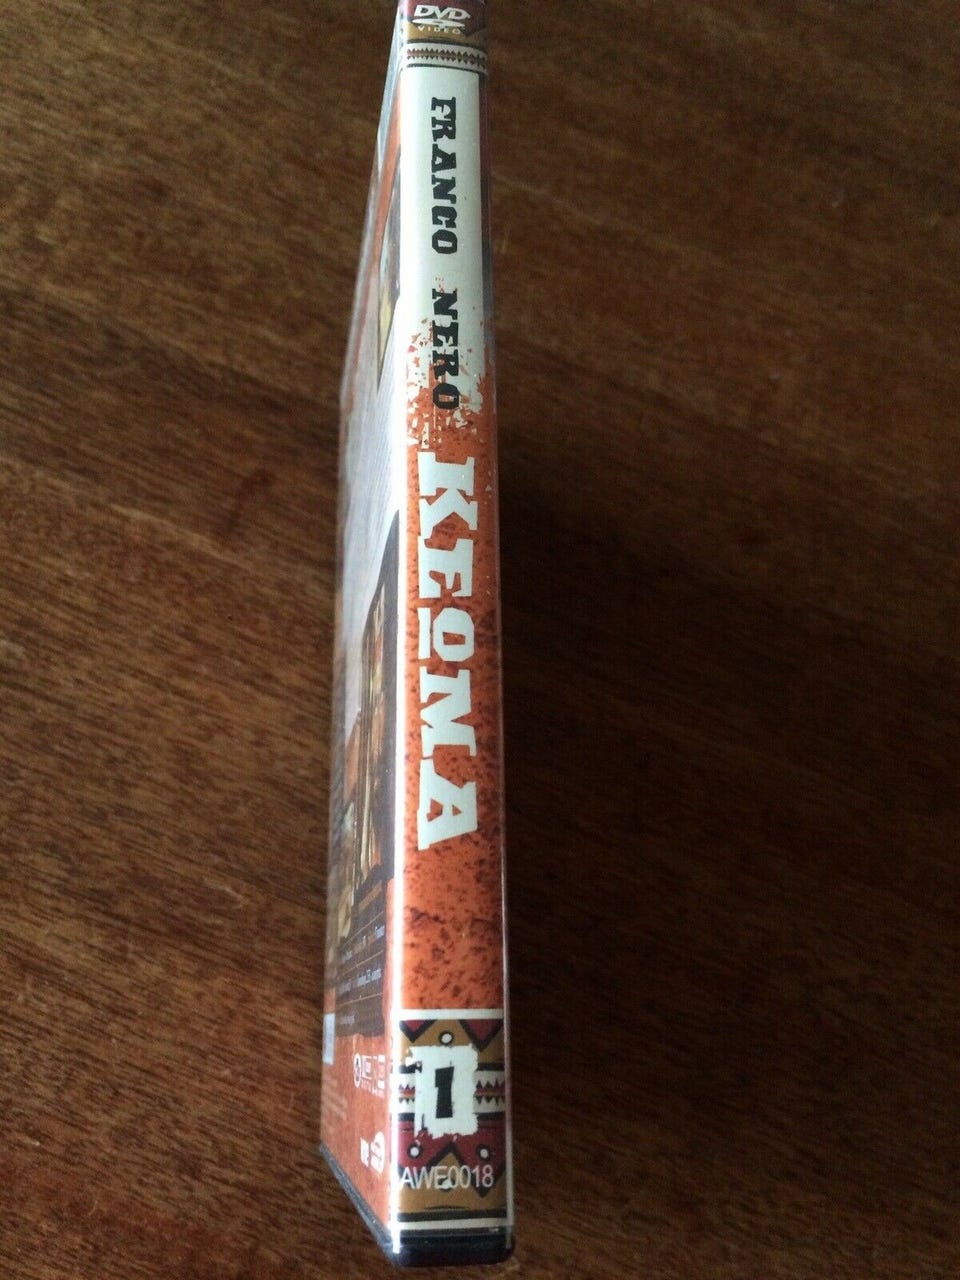 DVD
VIDEO
FRANCO NERO
KEOMA
1
AWE0018